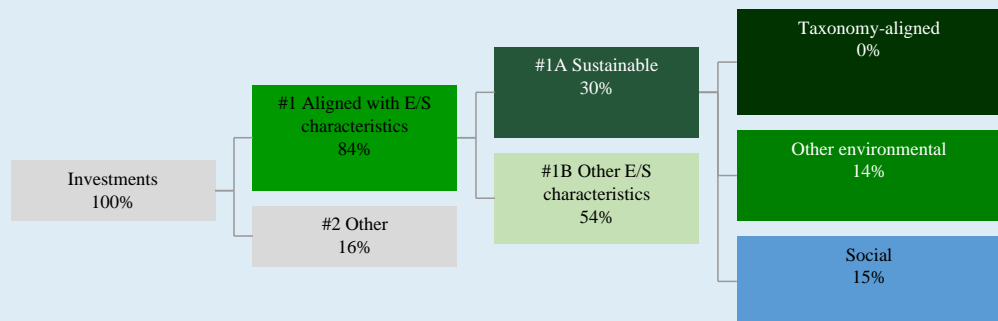 Investments
100%
#1 Aligned with E/S
characteristics
84%
#2 Other
16%
#1A Sustainable
30%
#1B Other E/S
characteristics
54%
Taxonomy-aligned
0%
Other environmental
14%
Social
15%